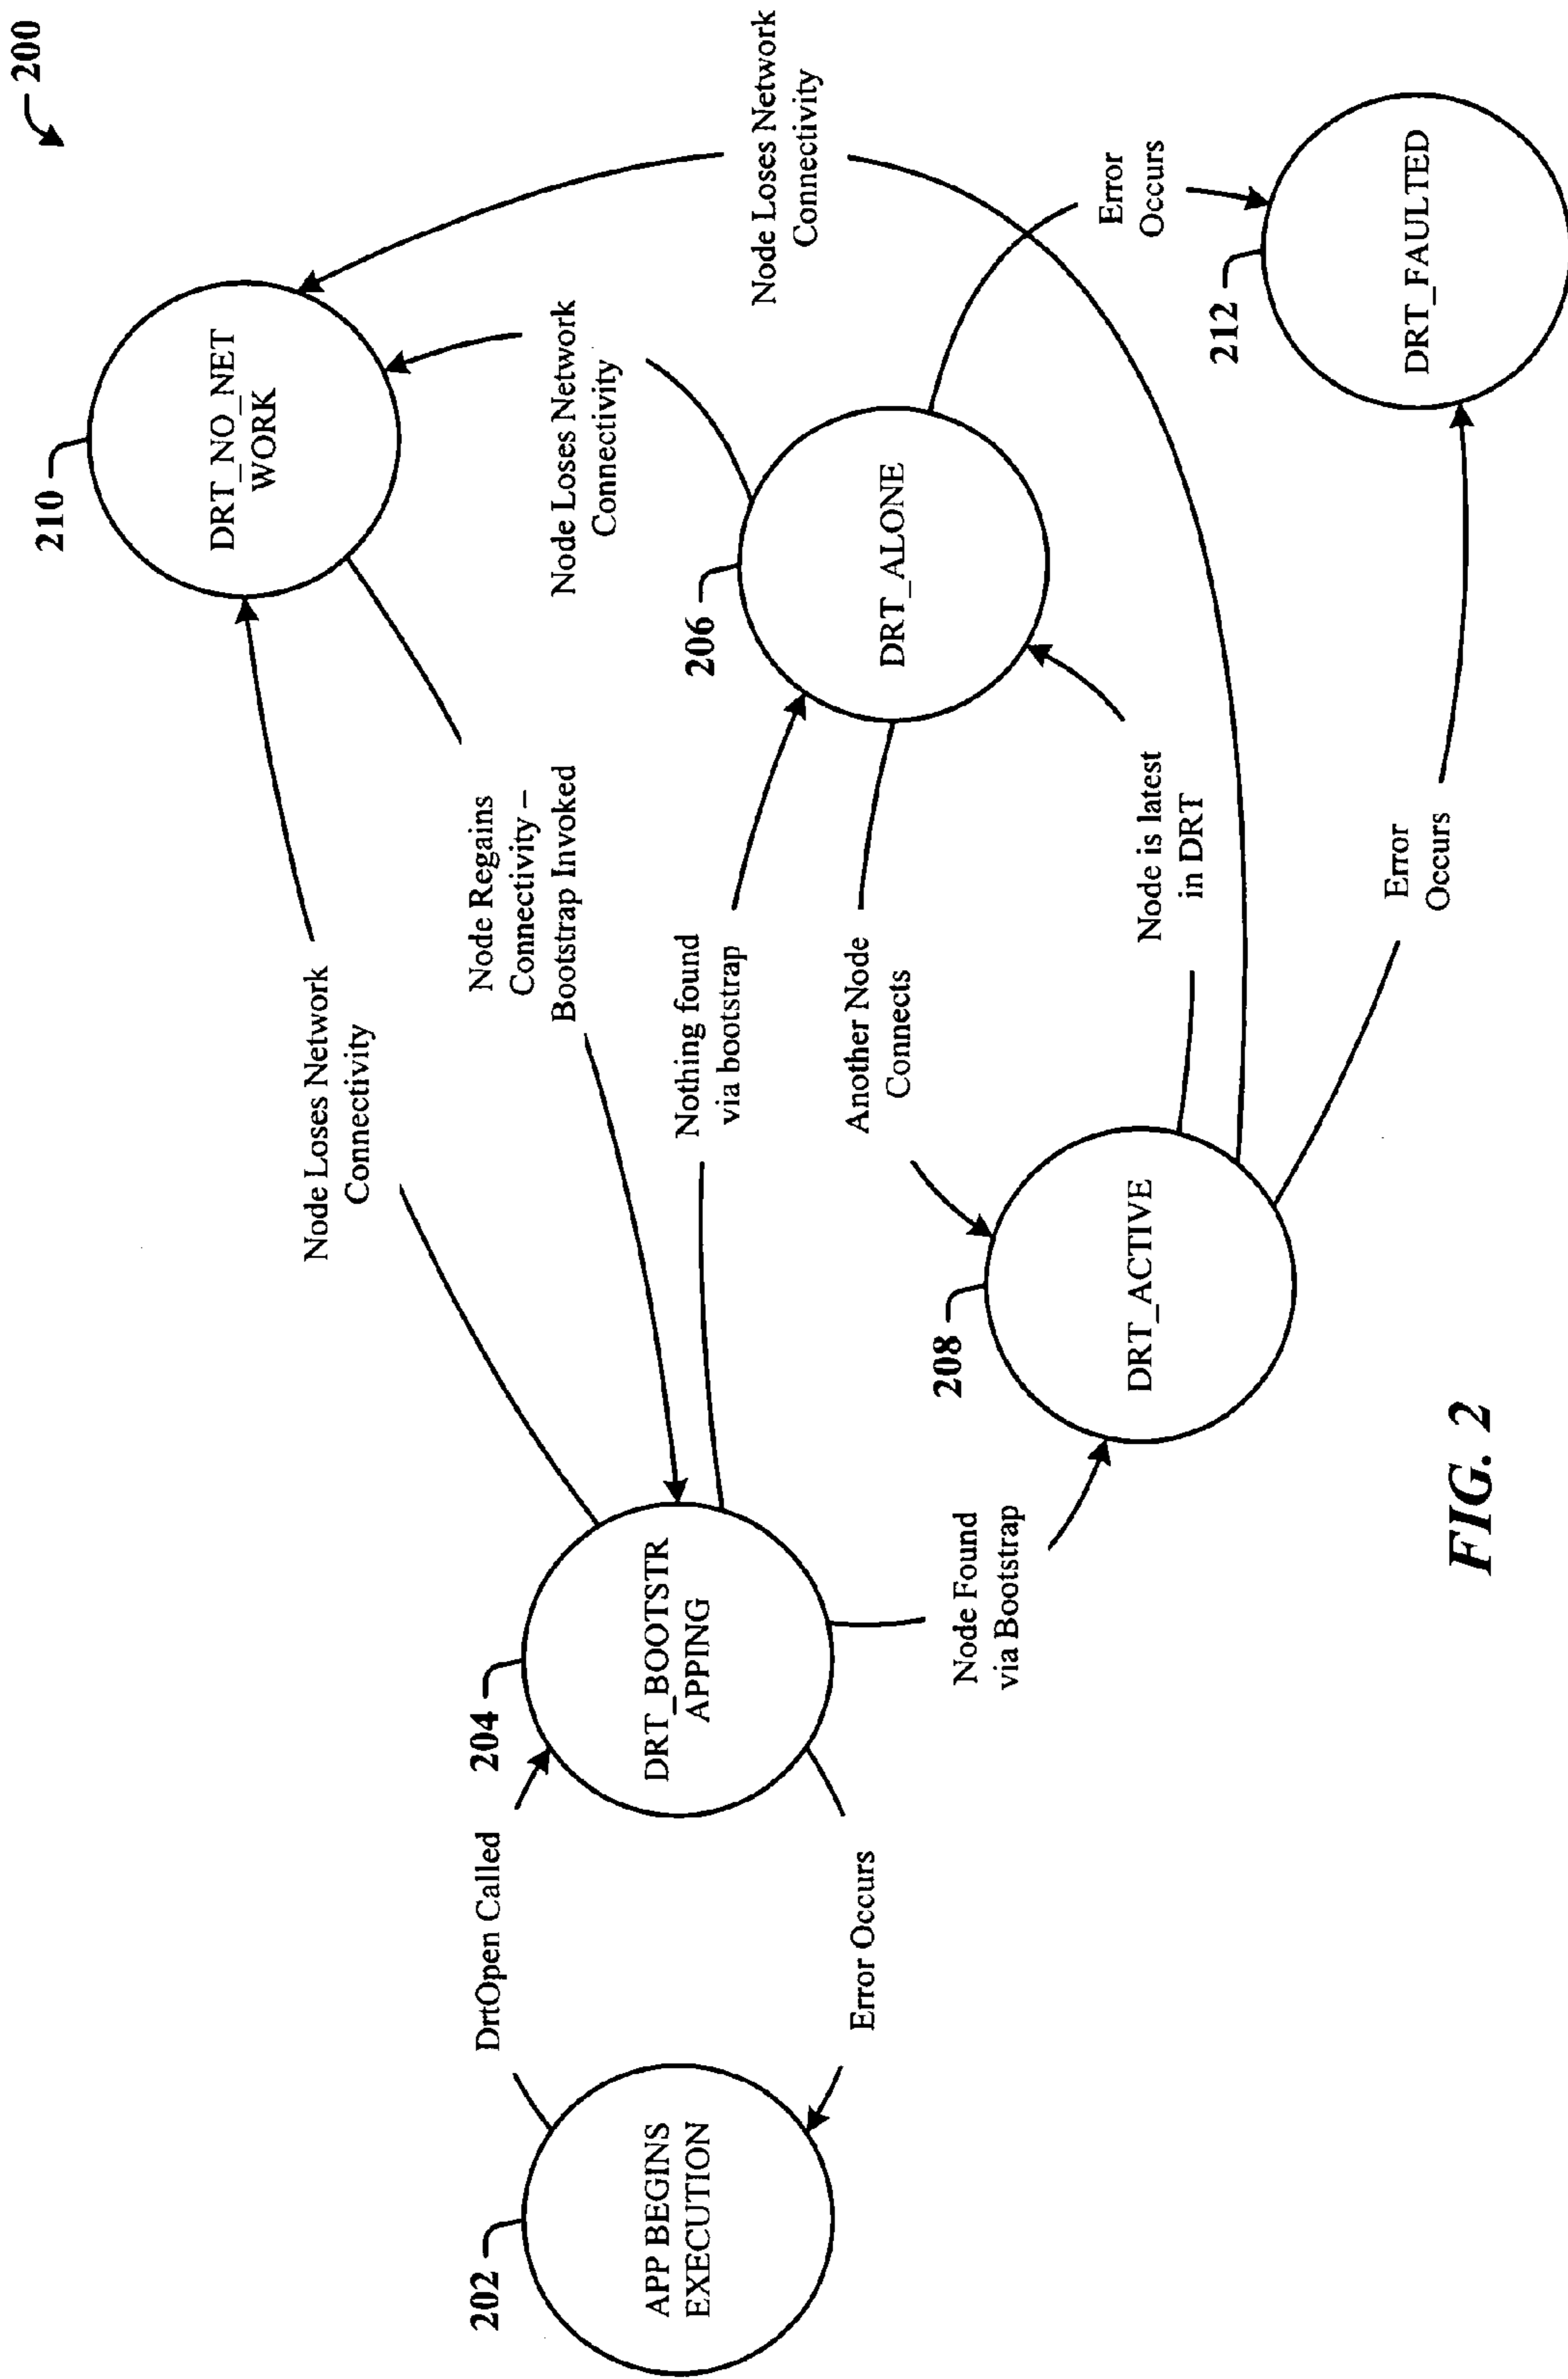 200
210
DRT_NO_NET
WORK
Node Loses Network
Connectivity
Node Regains
Connectivity –
Bootstrap Invoked
Node Loses Network
Connectivity
Node Loses Network
Connectivity
202
APP BEGINS
EXECUTION
DrtOpen Called
Error Occurs
204
DRT_BOOTSTR
APPING
Nothing found
via bootstrap
206
DRT_ALONE
Another Node
Connects
Node Found
via Bootstrap
208
DRT_ACTIVE
Node is latest
in DRT
Error
Occurs
Error
Occurs
212
DRT_FAULTED
FIG. 2